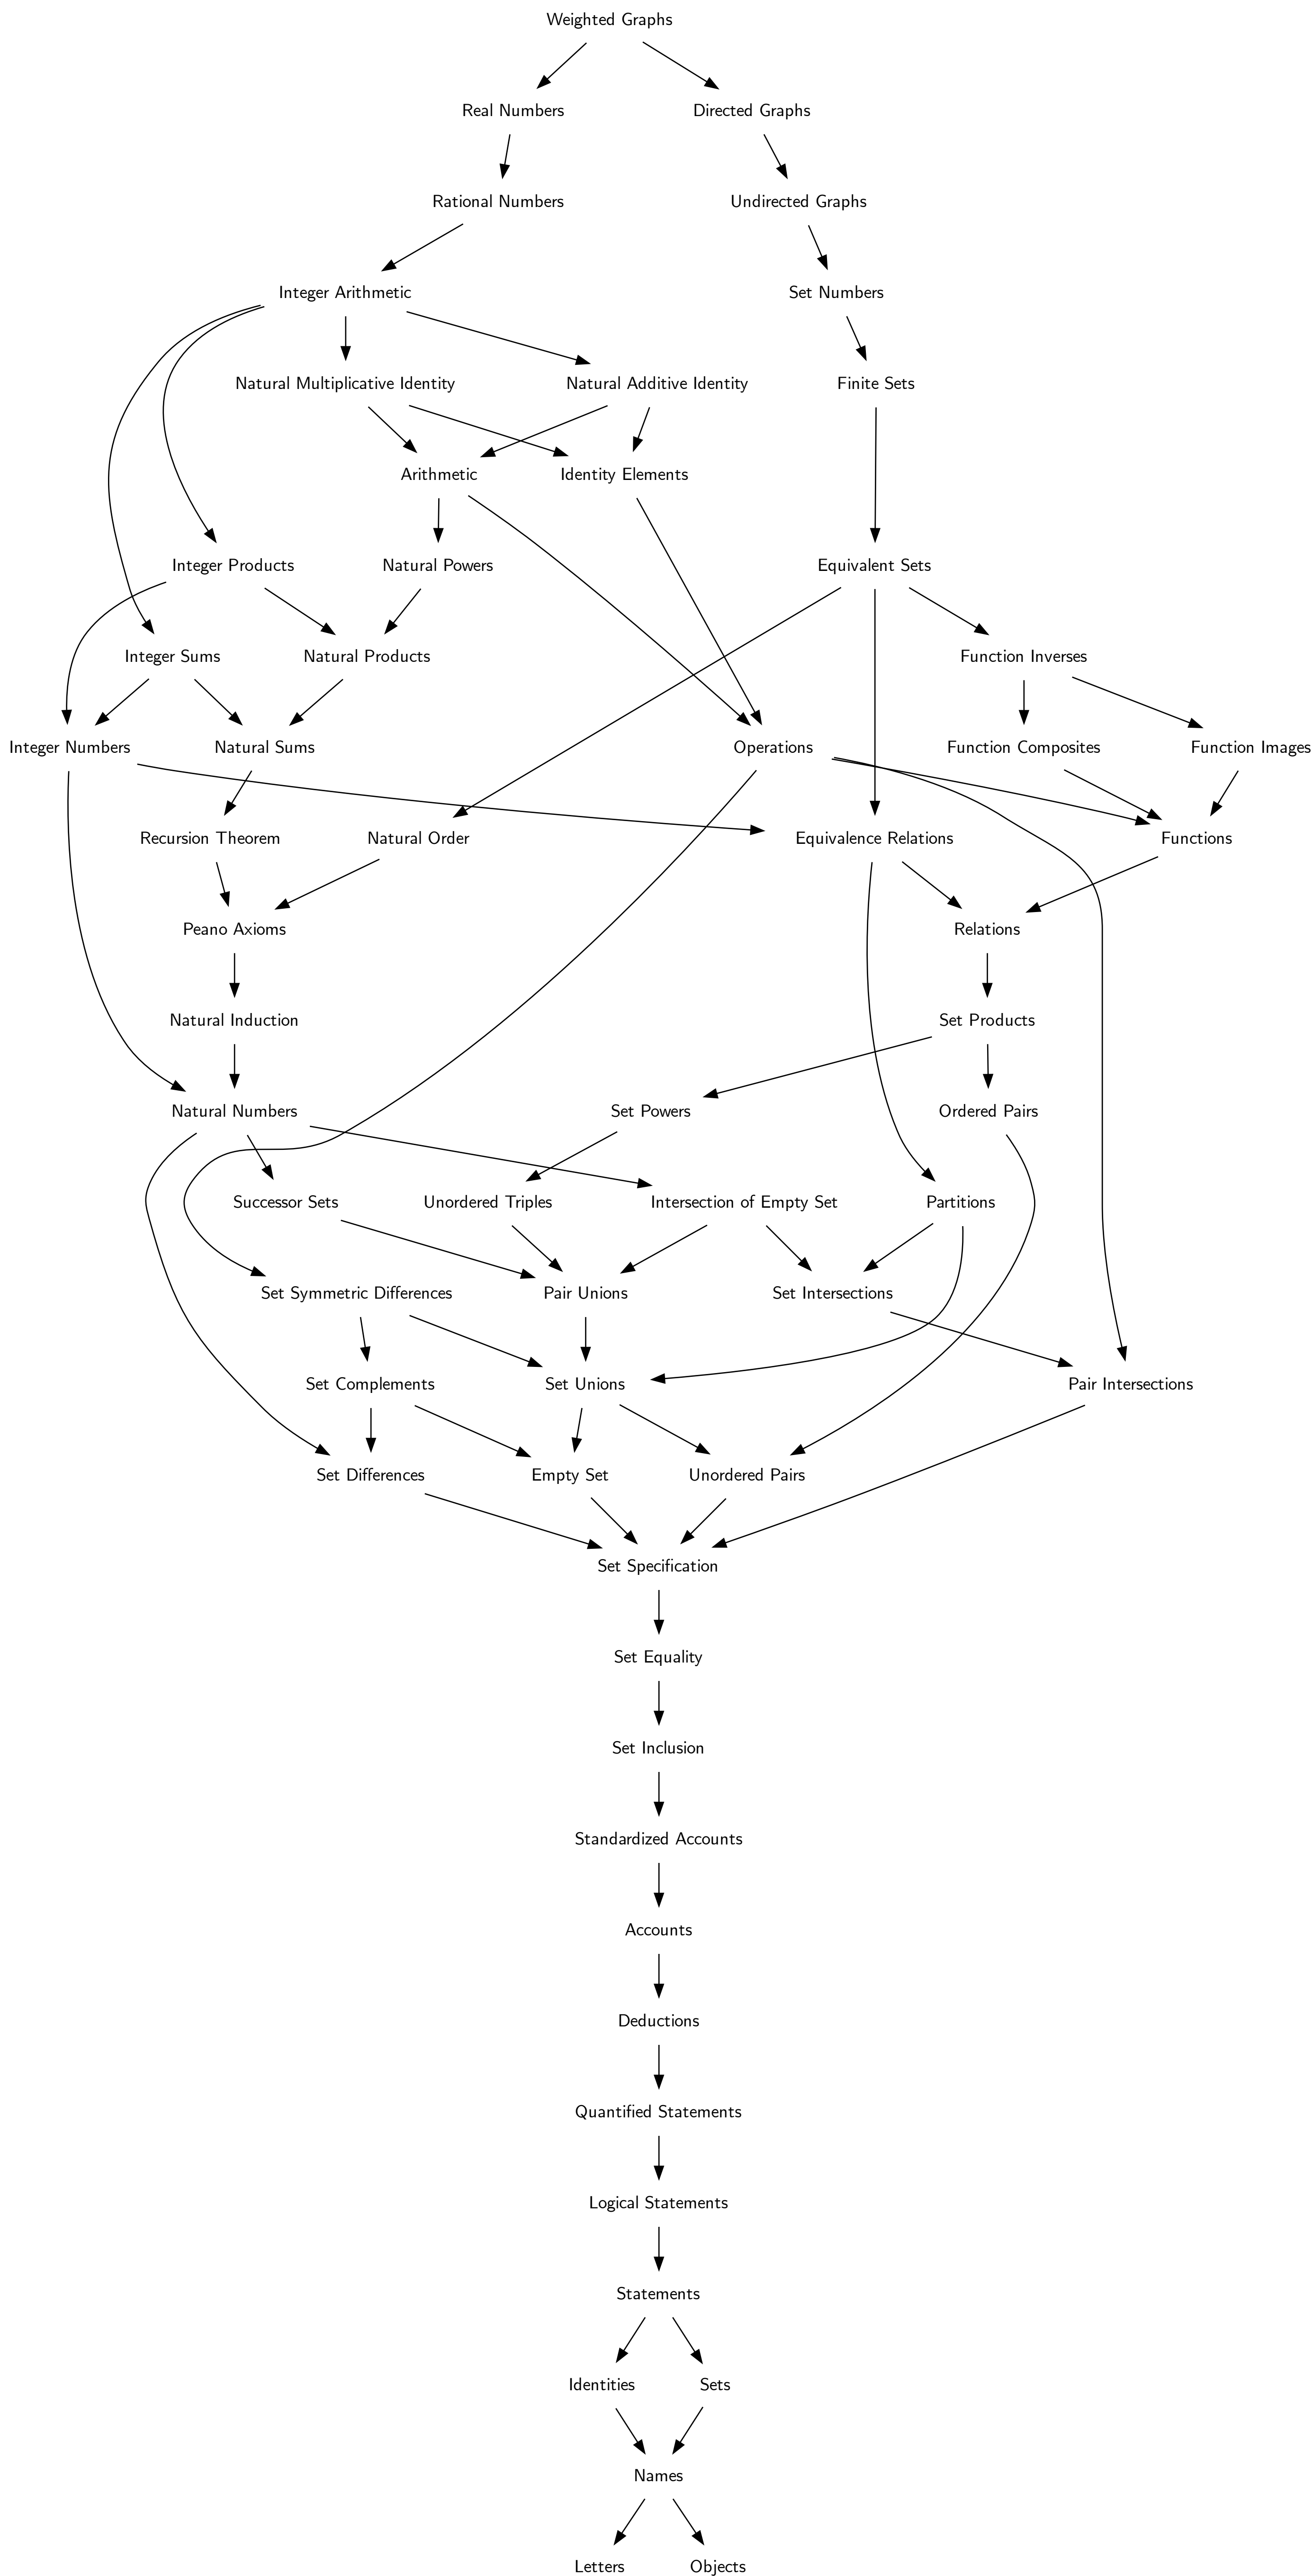 Weighted Graphs
Real Numbers
Directed Graphs
Rational Numbers
Undirected Graphs
Integer Arithmetic
Set Numbers
Natural Multiplicative Identity
Natural Additive Identity
Finite Sets
Arithmetic
Identity Elements
Integer Products
Natural Powers
Equivalent Sets
Integer Sums
Natural Products
Function Inverses
Integer Numbers
Natural Sums
Operations
Function Composites
Function Images
Recursion Theorem
Natural Order
Equivalence Relations
Functions
Peano Axioms
Relations
Natural Induction
Set Products
Natural Numbers
Set Powers
Ordered Pairs
Successor Sets
Unordered Triples
Intersection of Empty Set
Partitions
Set Symmetric Differences
Pair Unions
Set Intersections
Set Complements
Set Unions
Pair Intersections
Set Differences
Empty Set
Unordered Pairs
Set Specification
Set Equality
Set Inclusion
Standardized Accounts
Accounts
Deductions
Quantified Statements
Logical Statements
Statements
Identities
Sets
Names
Letters
Objects